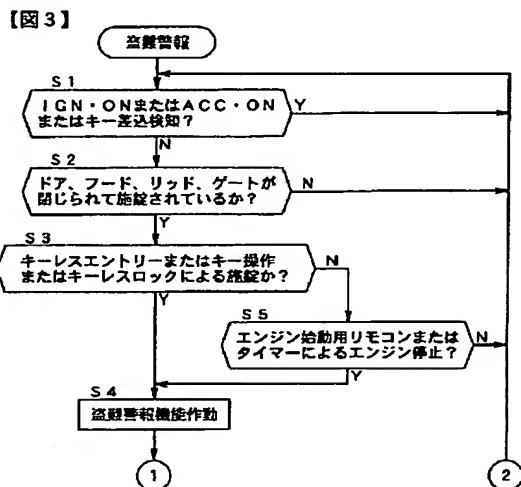 【図3】
盗難警報
S1
IGN・ONまたはACC・ON
またはキー差込検知?
Y
N
S2
ドア、フード、リッド、ゲートが
閉じられて施錠されているか?
N
Y
S3
キーレスエントリーまたはキー操作
またはキーレスロックによる施錠か?
N
Y
S5
エンジン始動用リモコンまたは
タイマーによるエンジン停止?
N
Y
S4
盗難警報機能作動
1
2